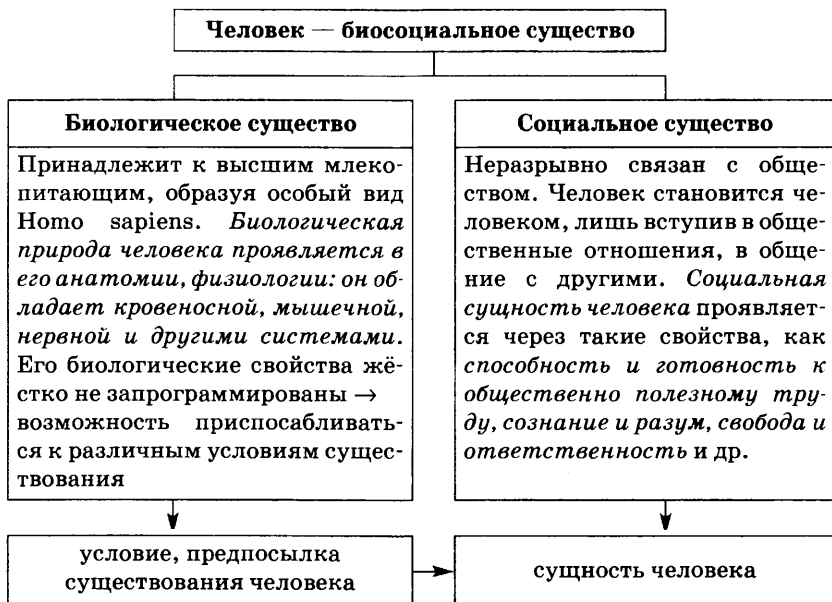 Человек — биосоциальное существо
Биологическое существо
Принадлежит к высшим млеко-
питающим, образуя особый вид
Homo sapiens. Биологическая
природа человека проявляется в
его анатомии, физиологии: он об-
ладает кровеносной, мышечной,
нервной и другими системами.
Его биологические свойства жё-
стко не запрограммированы →
возможность приспосабливать-
ся к различным условиям суще-
ствования
Социальное существо
Неразрывно связан с обще-
ством. Человек становится че-
ловеком, лишь вступив в обще-
ственные отношения, в обще-
ние с другими. Социальная
сущность человека проявляет-
ся через такие свойства, как
способность и готовность к
общественно полезному тру-
ду, сознание и разум, свобода и
ответственность и др.
условие, предпосылка
существования человека
сущность человека